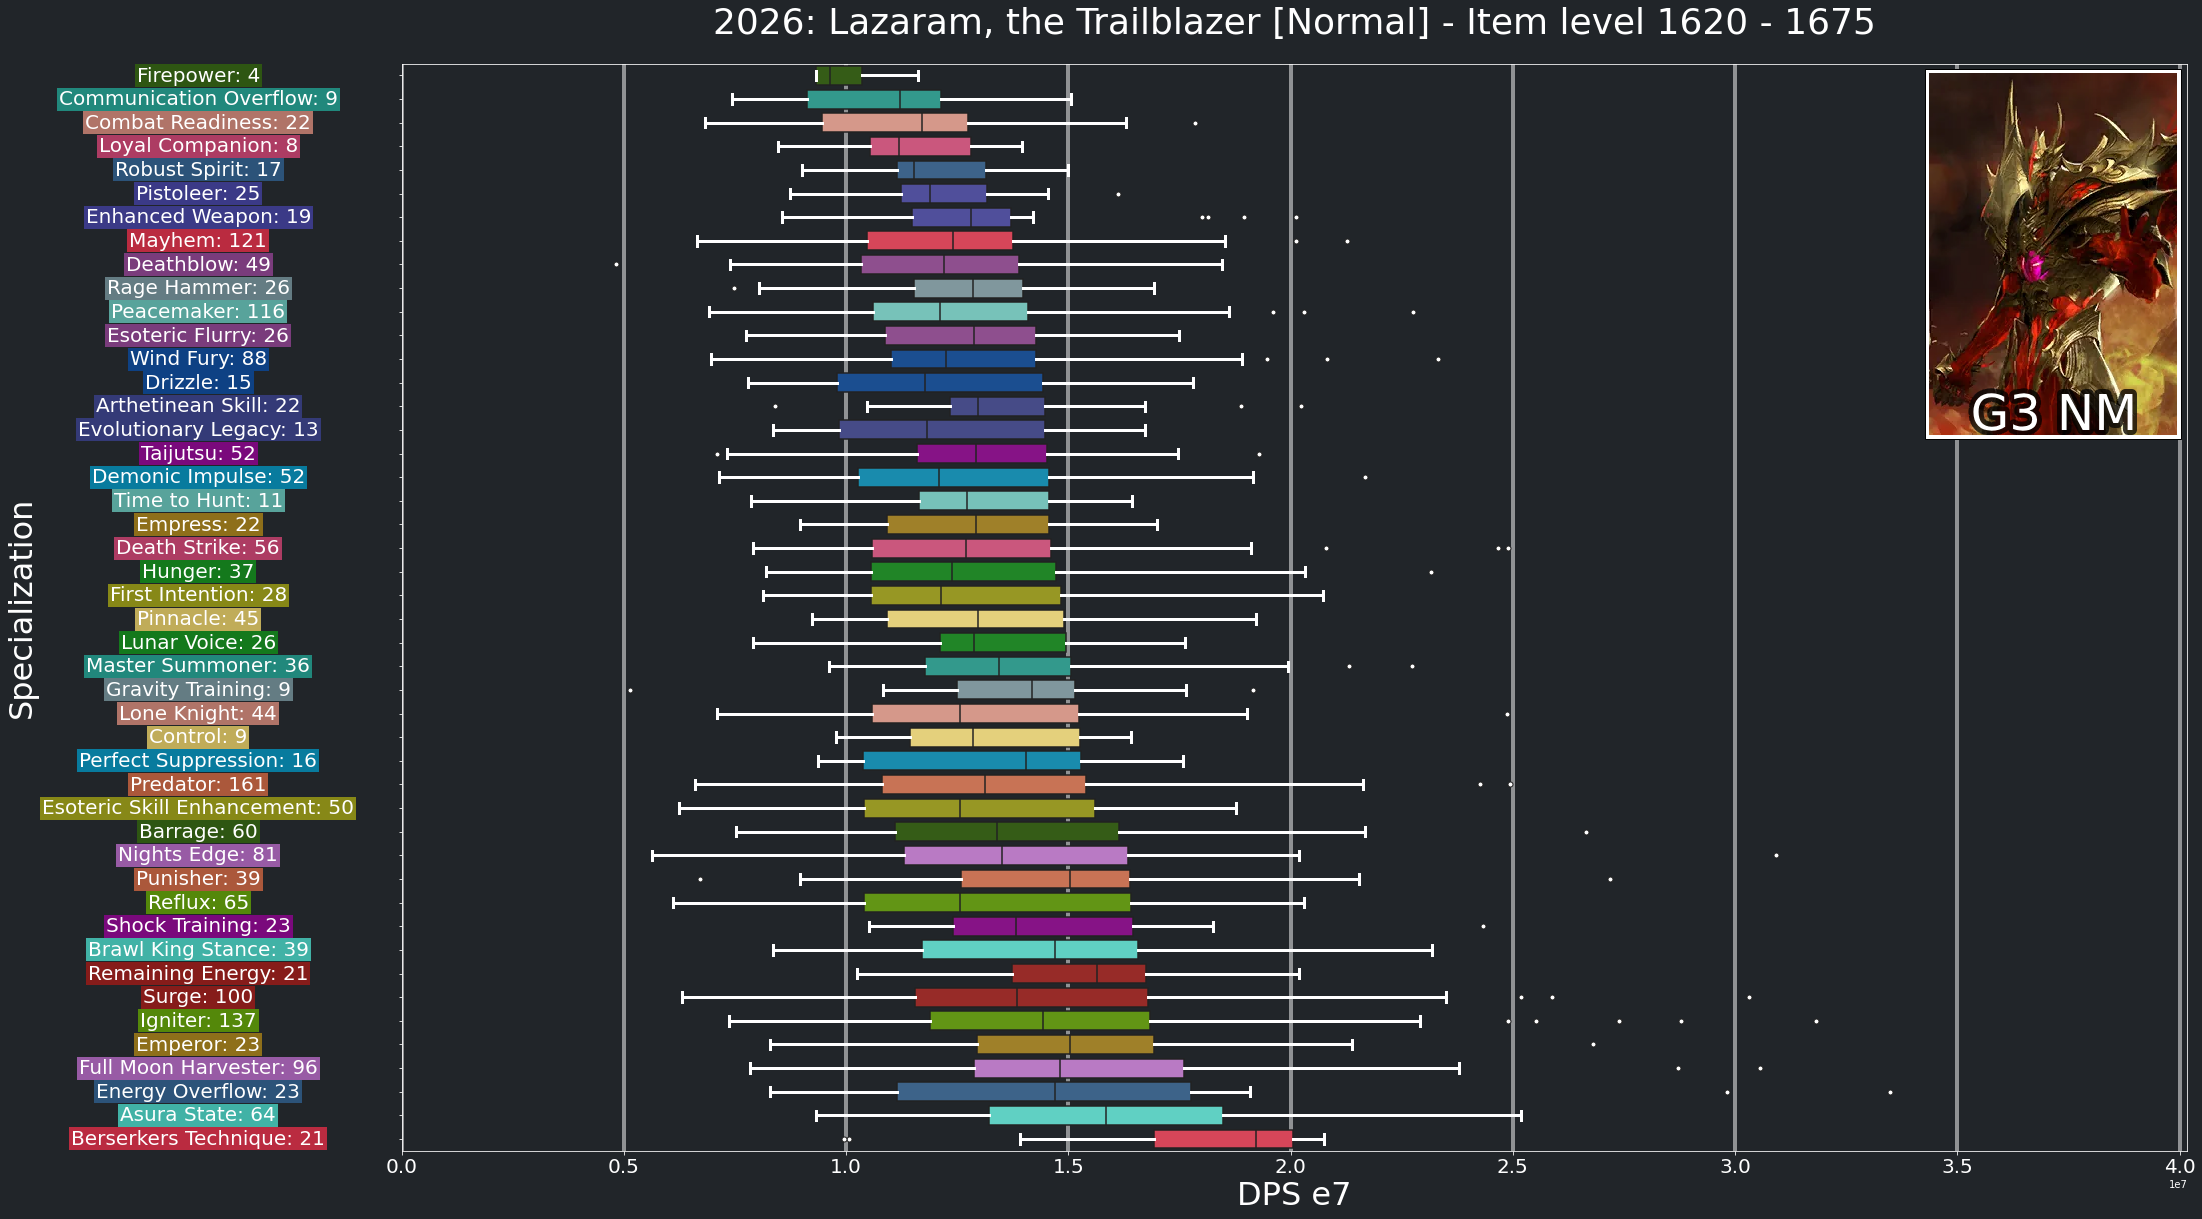 2026: Lazaram, the Trailblazer [Normal] - Item level 1620 - 1675
Firepower: 4
Communication Overflow: 9
Combat Readiness: 22
Loyal Companion: 8
Robust Spirit: 17
Pistoleer: 25
Enhanced Weapon: 19
Mayhem: 121
Deathblow: 49
Rage Hammer: 26
Peacemaker: 116
Esoteric Flurry: 26
Wind Fury: 88
Drizzle: 15
Arthetinean Skill: 22
Evolutionary Legacy: 13
Taijutsu: 52
Demonic Impulse: 52
Time to Hunt: 11
Empress: 22
Death Strike: 56
Hunger: 37
First Intention: 28
Pinnacle: 45
Lunar Voice: 26
Master Summoner: 36
Gravity Training: 9
Lone Knight: 44
Control: 9
Perfect Suppression: 16
Predator: 161
Esoteric Skill Enhancement: 50
Barrage: 60
Nights Edge: 81
Punisher: 39
Reflux: 65
Shock Training: 23
Brawl King Stance: 39
Remaining Energy: 21
Surge: 100
Igniter: 137
Emperor: 23
Full Moon Harvester: 96
Energy Overflow: 23
Asura State: 64
Berserkers Technique: 21
Specialization
G3 NM
0.0 0.5 1.0 1.5 2.0 2.5 3.0 3.5 4.0
1e7
DPS e7